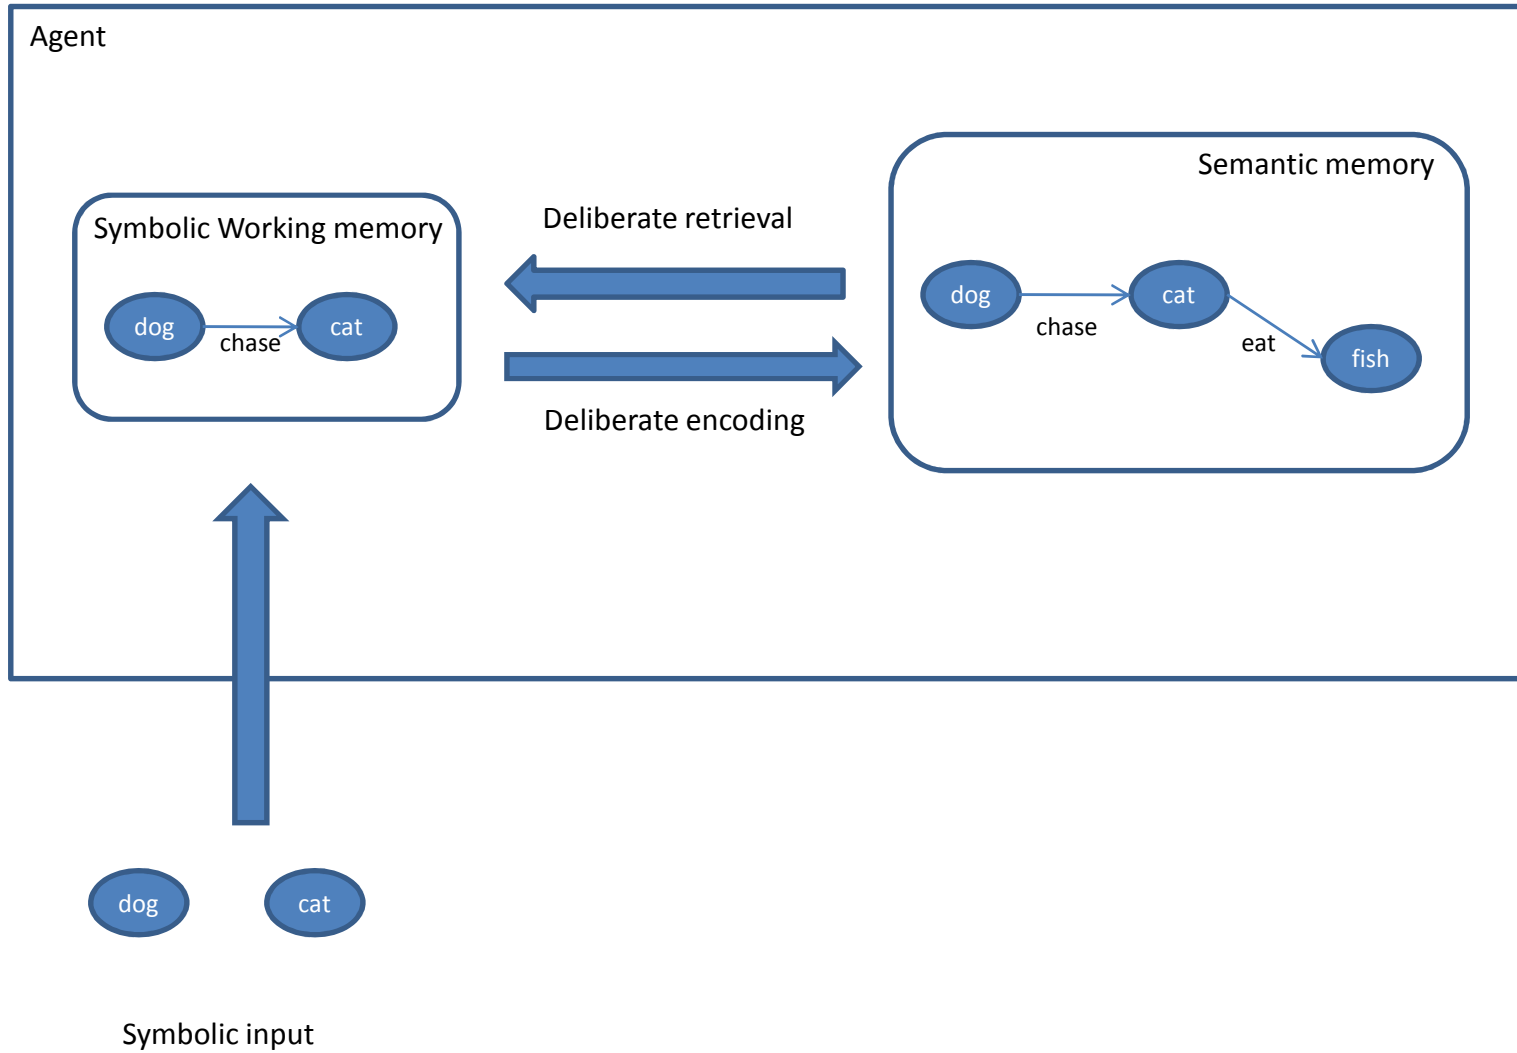 Agent
Semantic memory
Symbolic Working memory
Deliberate retrieval
dog
chase
cat
dog
chase
cat
eat
fish
Deliberate encoding
dog
cat
Symbolic input